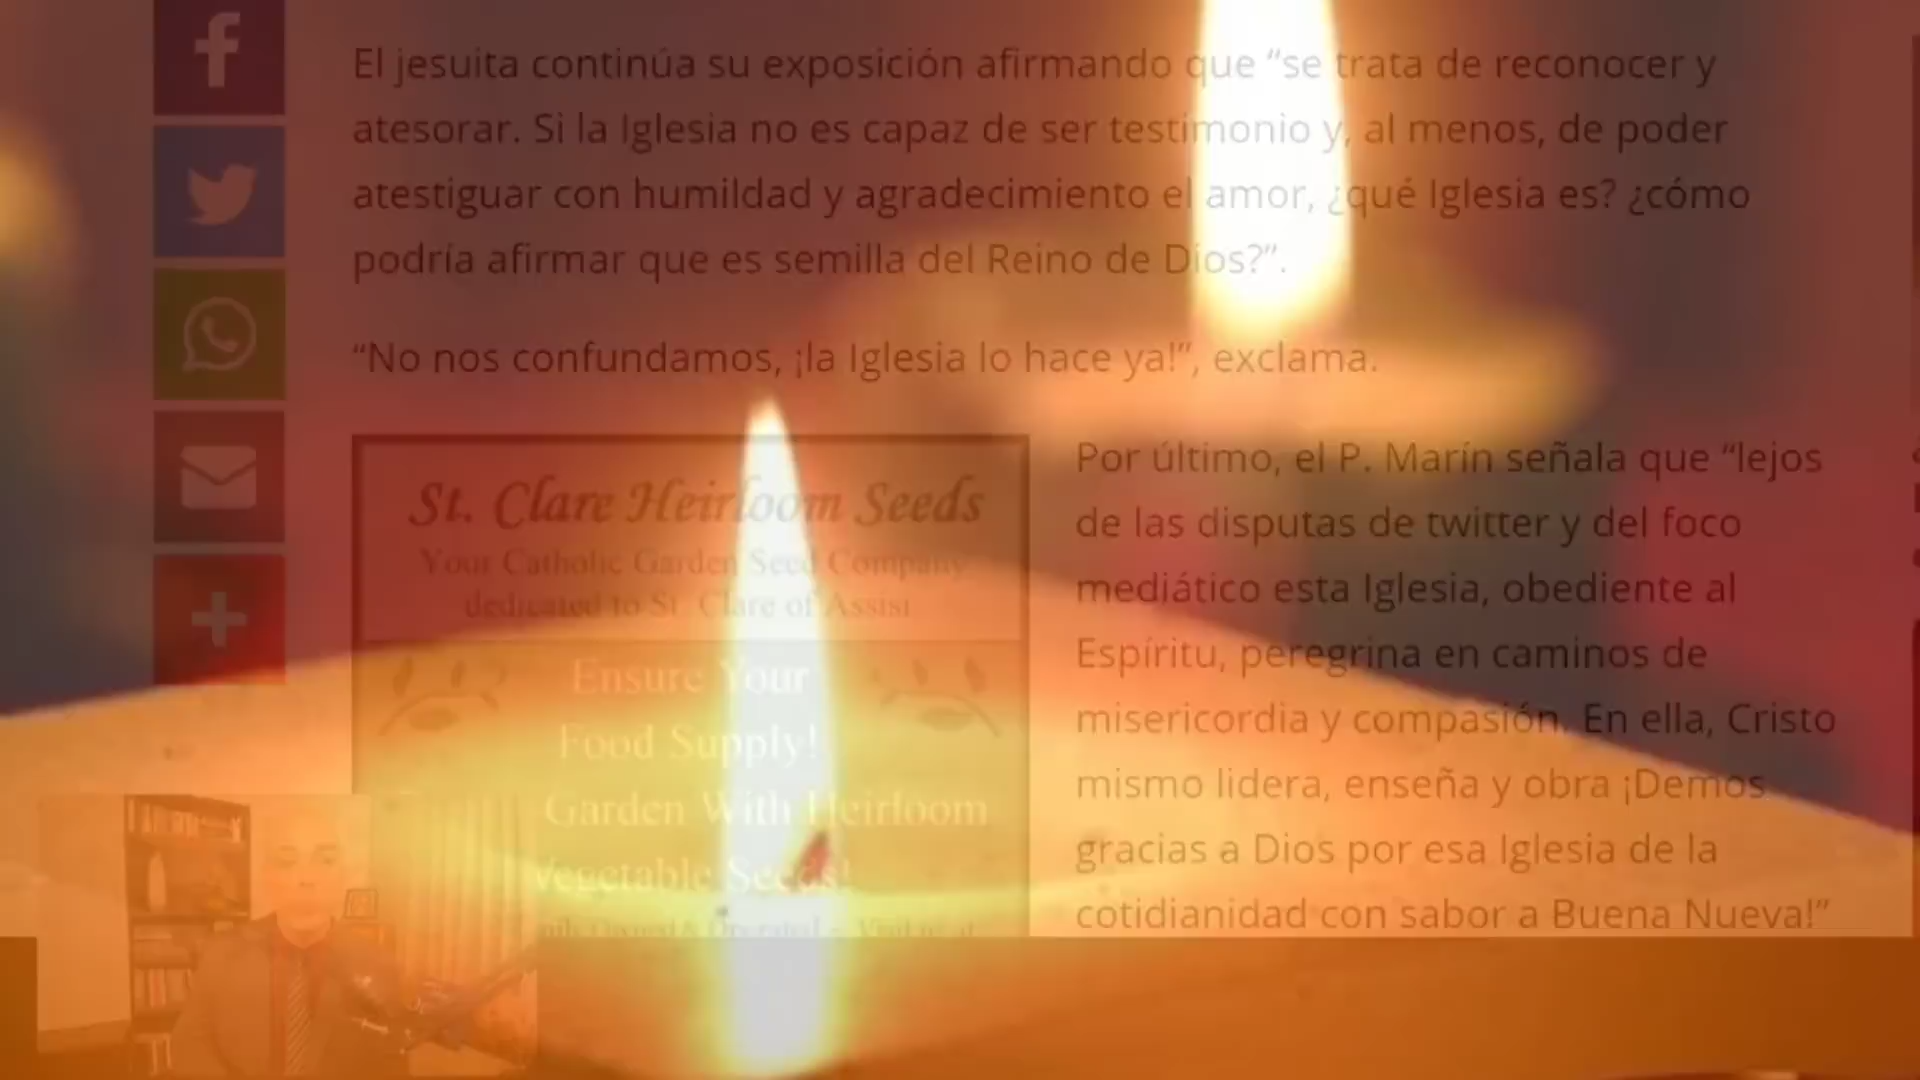 El jesuita continúa su exposición afirmando que “se trata de reconocer y
atesorar. Si la Iglesia no es capaz de ser testimonio y, al menos, de poder
atestiguar con humildad y agradecimiento el amor, ¿qué Iglesia es? ¿cómo
podría afirmar que es semilla del Reino de Dios?”.
“No nos confundamos, ¡la Iglesia lo hace ya!”, exclama.
St. Clare Heirloom Seeds
Your Catholic Garden Seed Company
dedicated to St. Clare of Assisi
Ensure Your
Food Supply!
Garden With Heirloom
Vegetable Seeds!
Owned & Operated - Visit us at
Por último, el P. Marín señala que “lejos
de las disputas de twitter y del foco
mediático esta Iglesia, obediente al
Espíritu, peregrina en caminos de
misericordia y compasión. En ella, Cristo
mismo lidera, enseña y obra ¡Demos
gracias a Dios por esa Iglesia de la
cotidianidad con sabor a Buena Nueva!”